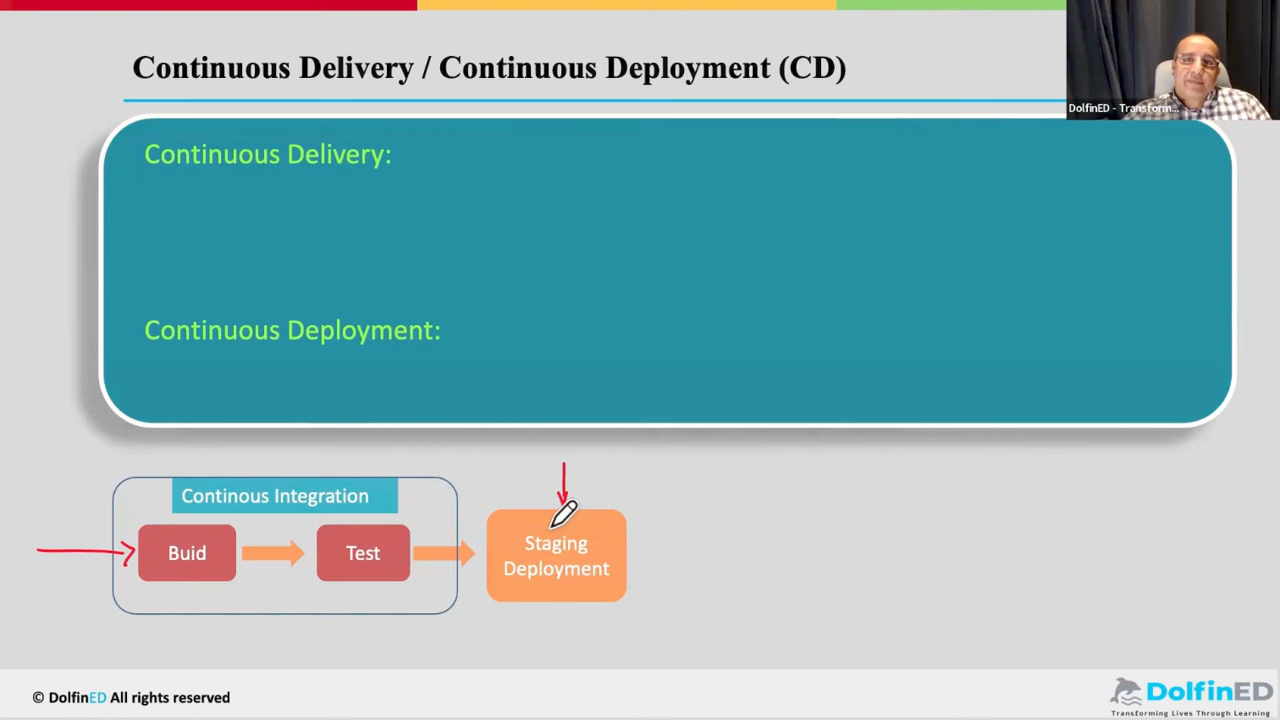 Continuous Delivery / Continuous Deployment (CD)
DolfinED - Transform...
Continuous Delivery:
Continuous Deployment:
Continous Integration
Buid
Test
Staging
Deployment
© DolfinED All rights reserved
DolfinED
Transforming Lives Through Learning